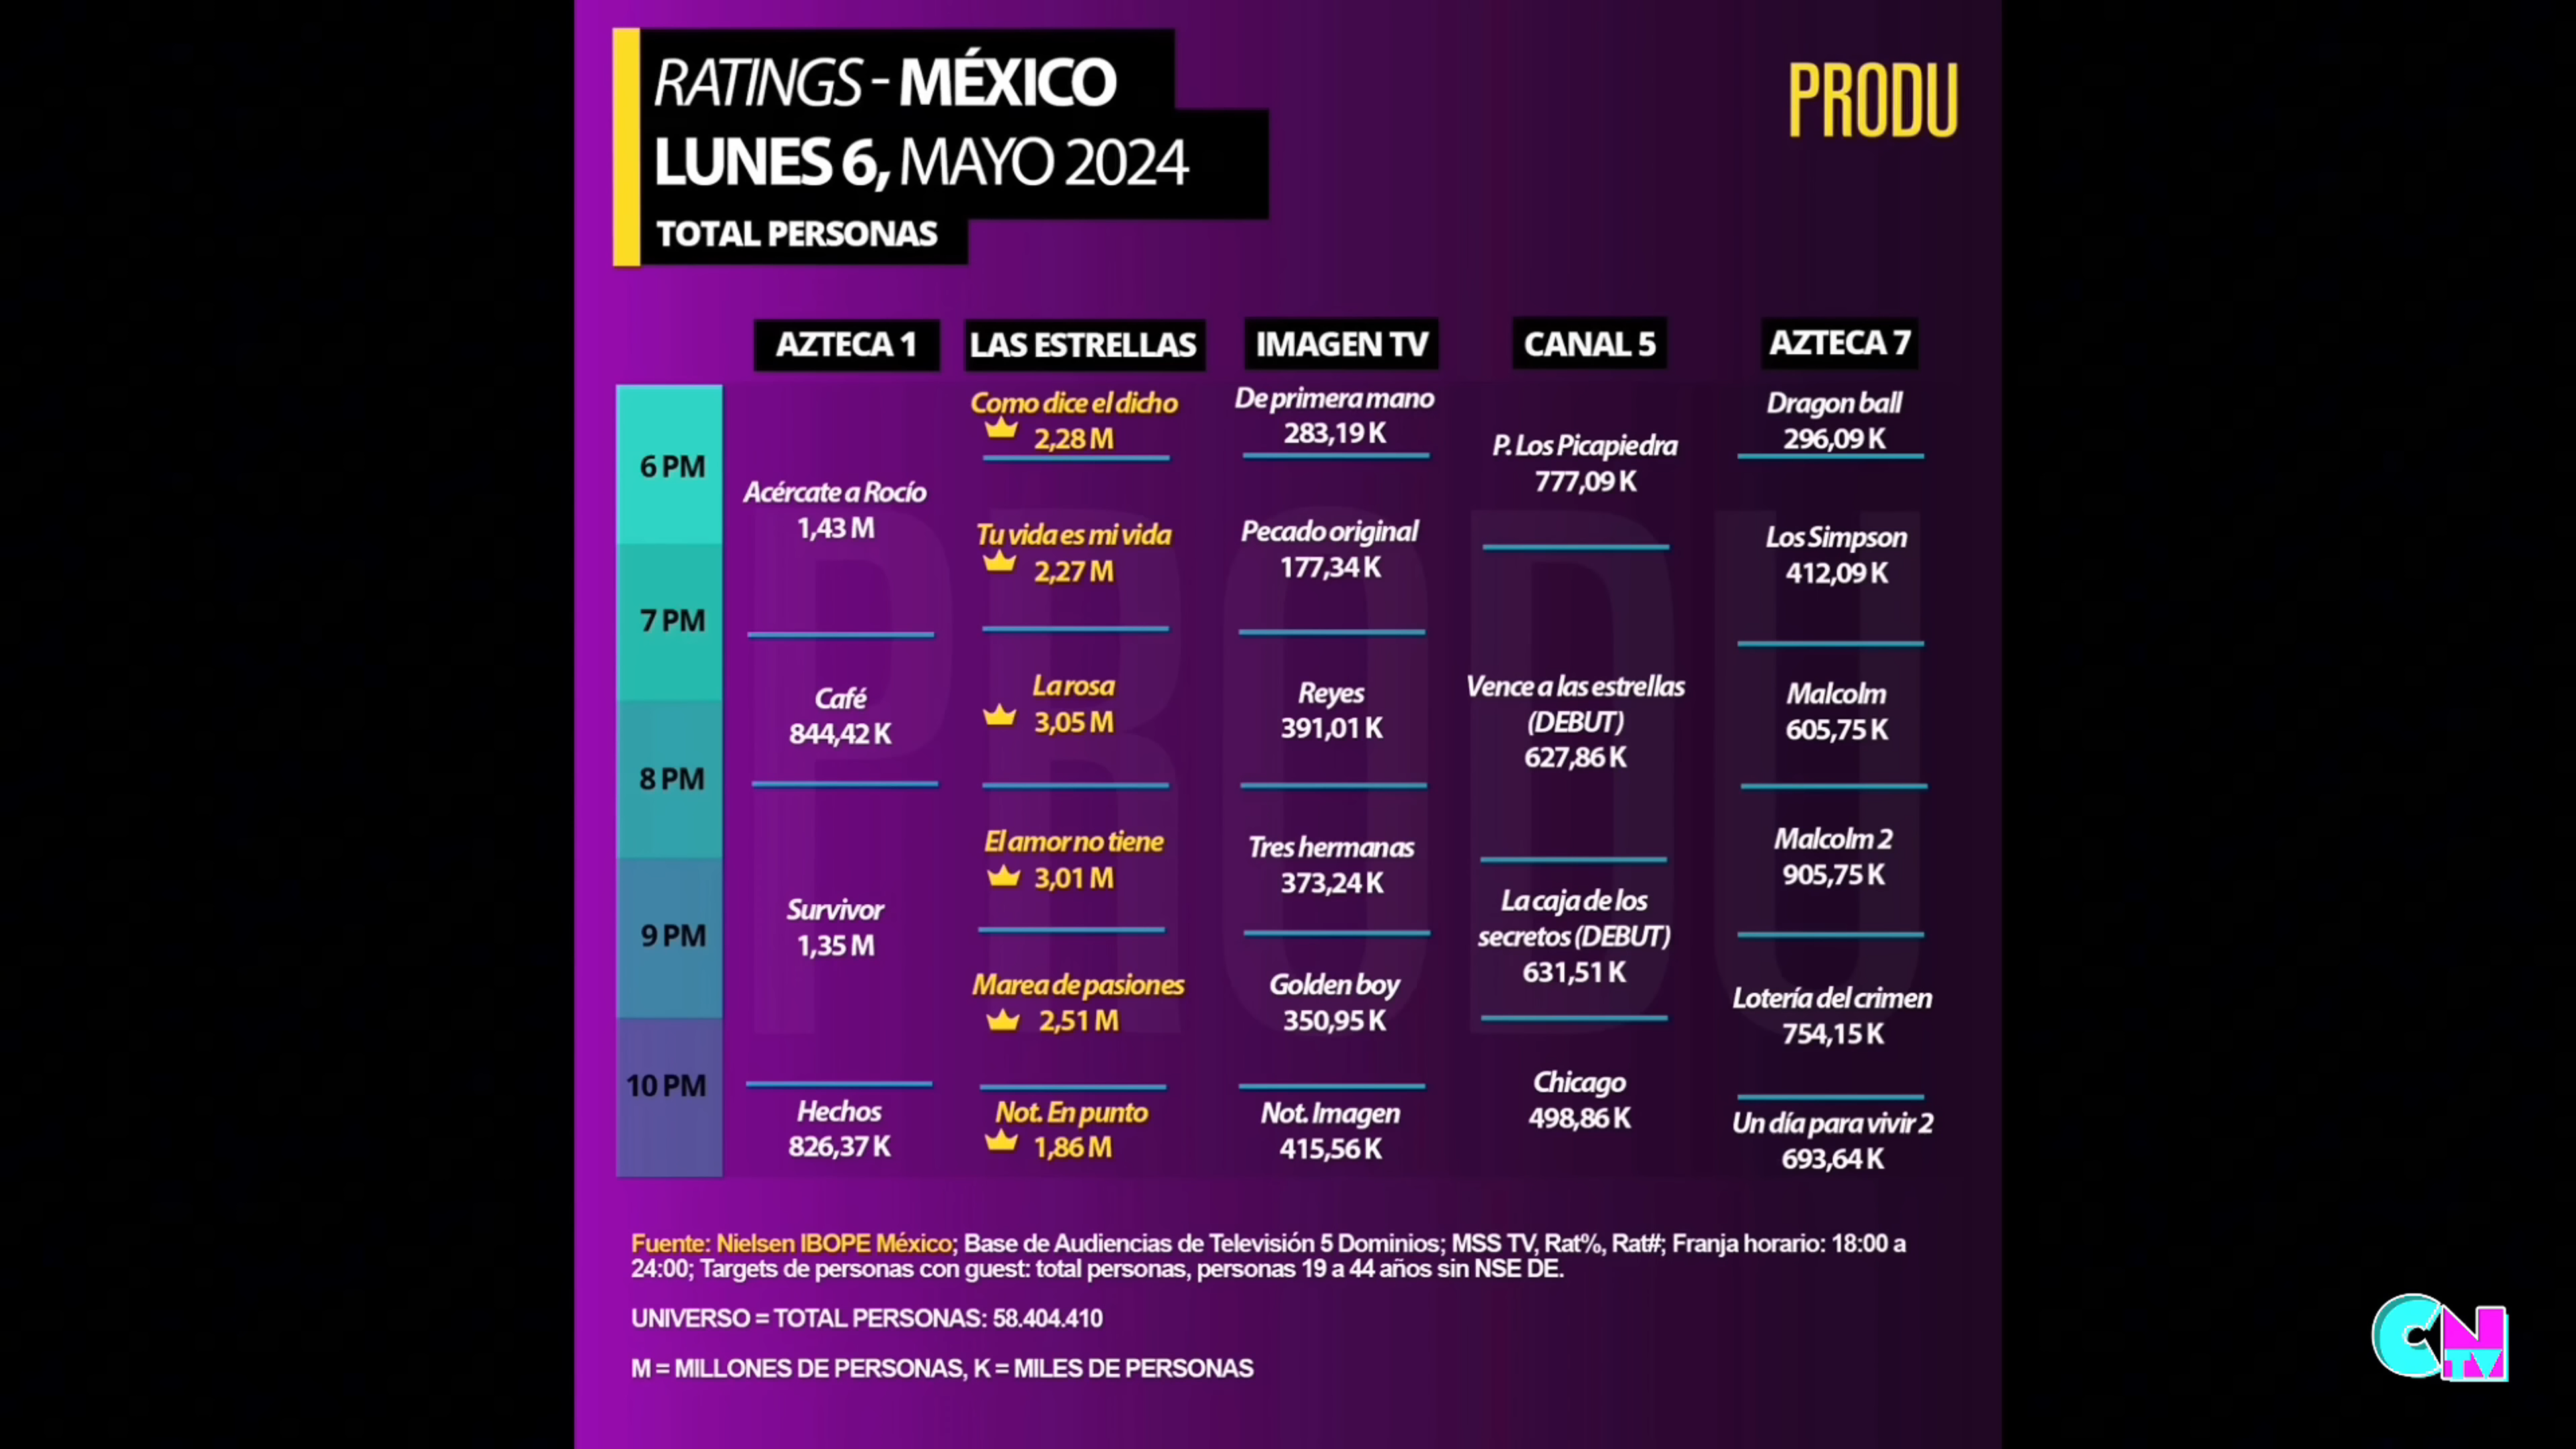 RATINGS - MÉXICO
LUNES 6, MAYO 2024
TOTAL PERSONAS
PRODU
AZTECA 1
LAS ESTRELLAS
IMAGEN TV
CANAL 5
AZTECA 7
6 PM
7 PM
8 PM
9 PM
10 PM
Acércate a Rocío
1,43 M
Café
844,42 K
Survivor
1,35 M
Hechos
826,37 K
Como dice el dicho
2,28 M
Tu vida es mi vida
2,27 M
La rosa
3,05 M
El amor no tiene
3,01 M
Marea de pasiones
2,51 M
Not. En punto
1,86 M
De primera mano
283,19 K
Pecado original
177,34 K
Reyes
391,01 K
Tres hermanas
373,24 K
Golden boy
350,95 K
Not. Imagen
415,56 K
P. Los Picapiedra
777,09 K
Vence a las estrellas
(DEBUT)
627,86 K
La caja de los
secretos (DEBUT)
631,51 K
Chicago
498,86 K
Dragon ball
296,09 K
Los Simpson
412,09 K
Malcolm
605,75 K
Malcolm 2
905,75 K
Lotería del crimen
754,15 K
Un día para vivir 2
693,64 K
PRODU
Fuente: Nielsen IBOPE México; Base de Audiencias de Televisión 5 Dominios; MSS TV, Rat%, Rat#; Franja horario: 18:00 a
24:00; Targets de personas con guest: total personas, personas 19 a 44 años sin NSE DE.
UNIVERSO = TOTAL PERSONAS: 58.404.410
M = MILLONES DE PERSONAS, K = MILES DE PERSONAS
CN
TV